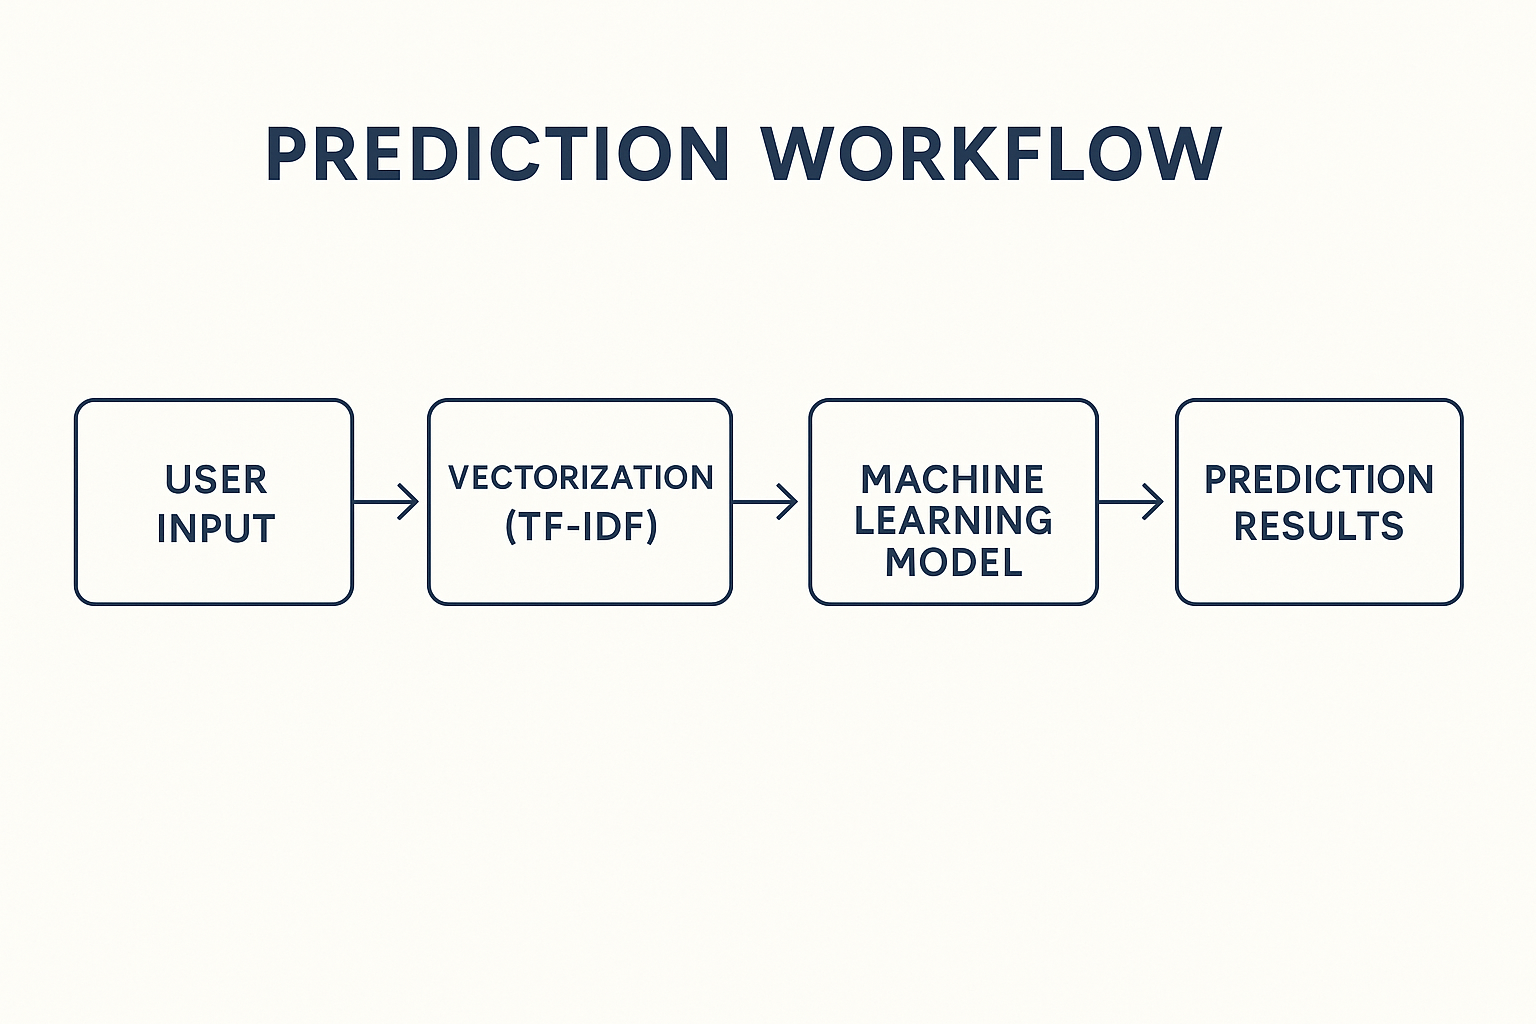 PREDICTION WORKFLOW
USER
INPUT
VECTORIZATION
(TF-IDF)
MACHINE
LEARNING
MODEL
PREDICTION
RESULTS